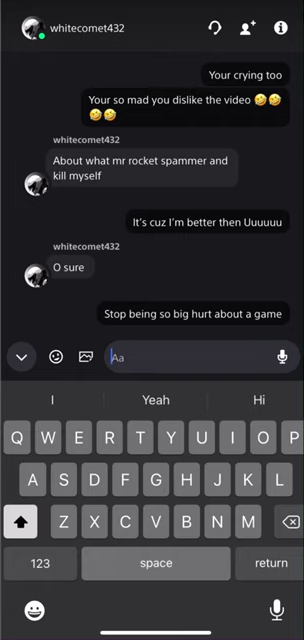 whitecomet432
Your crying too
Your so mad you dislike the video 🤣🤣
🤣🤣
whitecomet432
About what mr rocket spammer and
kill myself
It's cuz I'm better then Uuuuuu
whitecomet432
O sure
Stop being so big hurt about a game
Aa
I Yeah Hi
Q W E R T Y U I O P
A S D F G H J K L
Z X C V B N M
123 space return